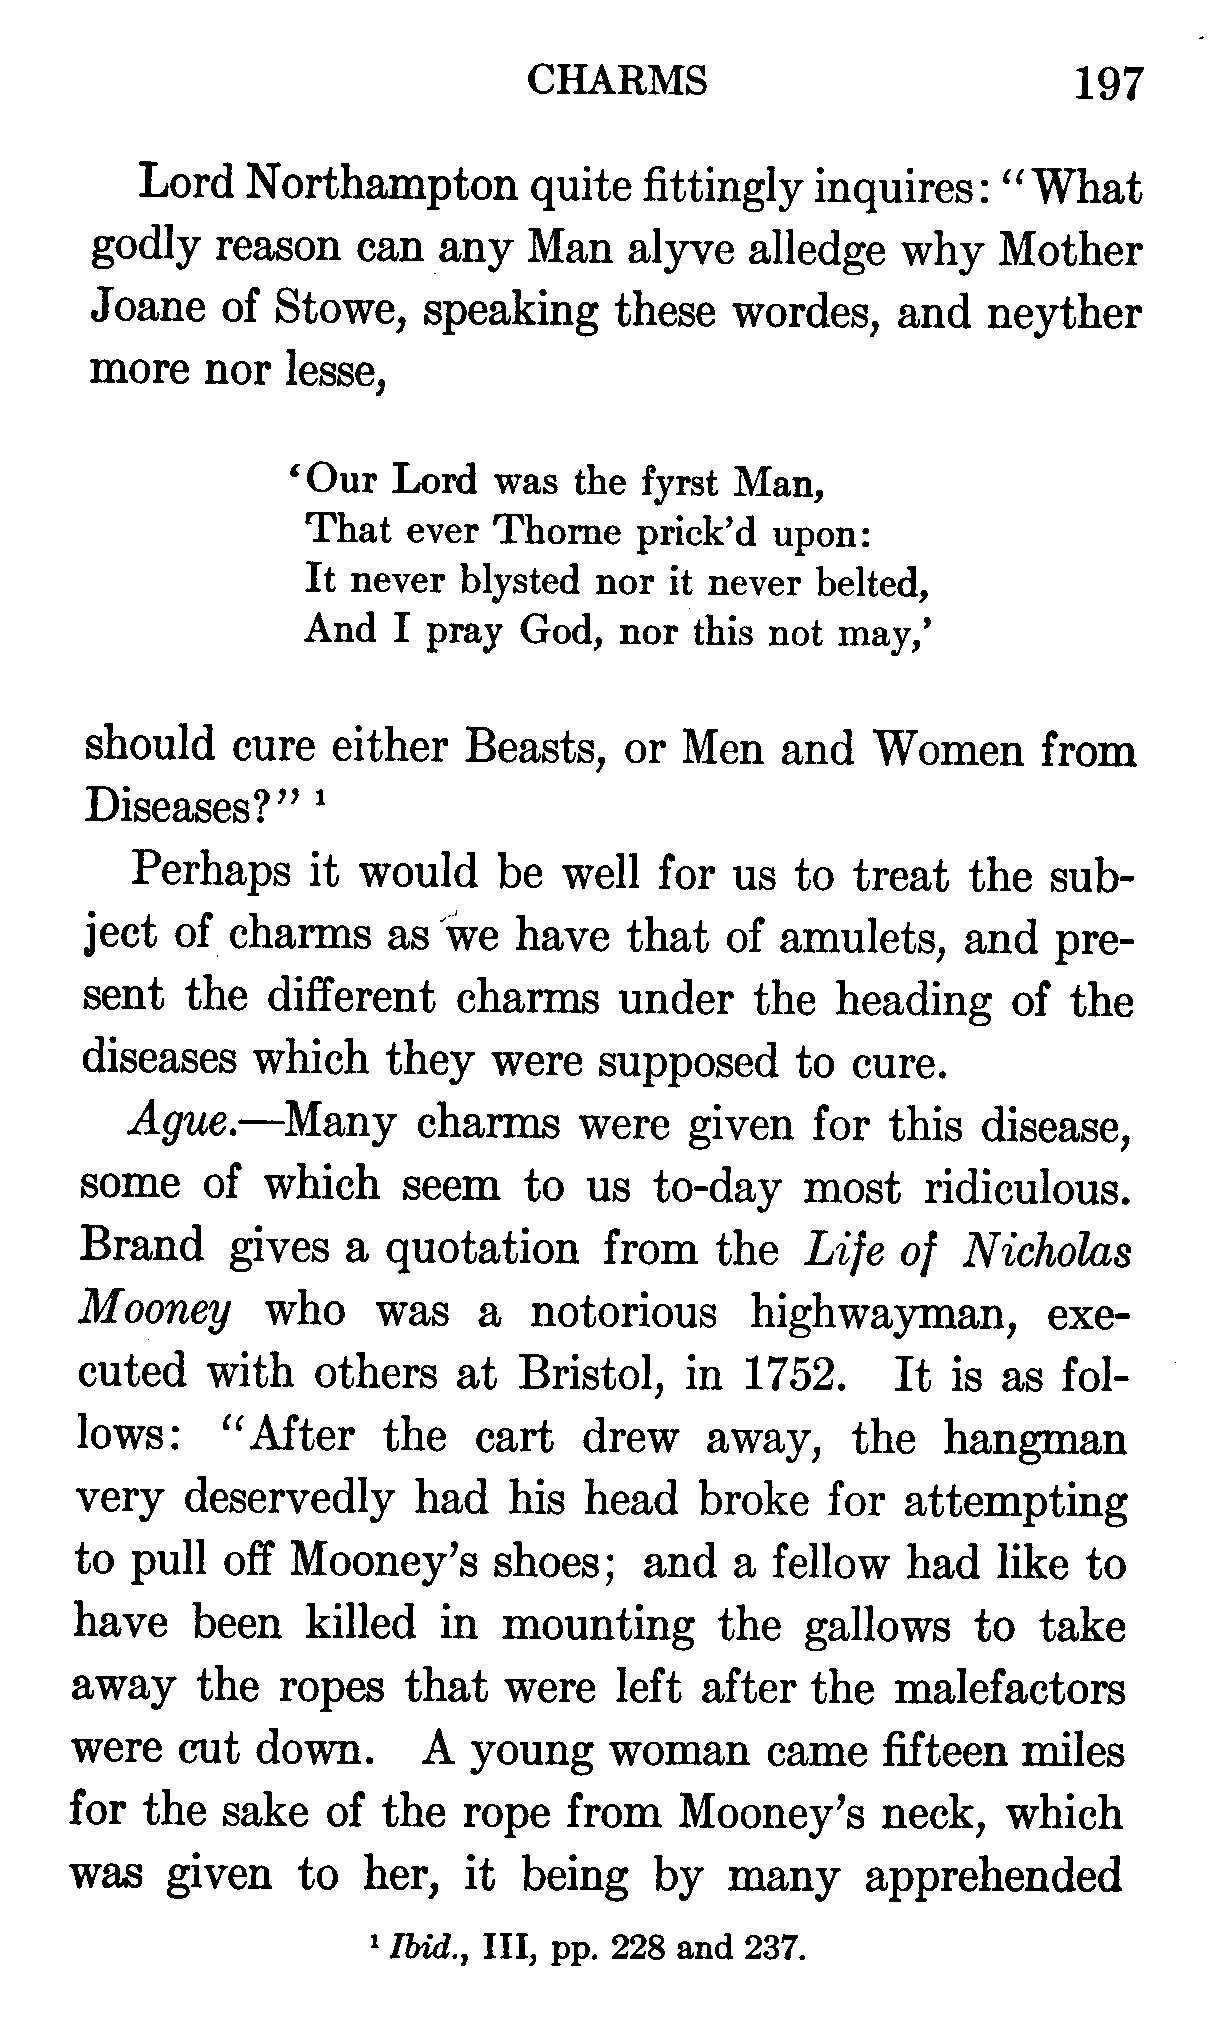 CHARMS 197
Lord Northampton quite fittingly inquires: "What
godly reason can any Man alyve alledge why Mother
Joane of Stowe, speaking these wordes, and neyther
more nor lesse,
'Our Lord was the fyrst Man,
That ever Thorne prick'd upon:
It never blysted nor it never belted,
And I pray God, nor this not may,'
should cure either Beasts, or Men and Women from
Diseases?" ¹
Perhaps it would be well for us to treat the sub-
ject of charms as we have that of amulets, and pre-
sent the different charms under the heading of the
diseases which they were supposed to cure.
Ague.—Many charms were given for this disease,
some of which seem to us to-day most ridiculous.
Brand gives a quotation from the Life of Nicholas
Mooney who was a notorious highwayman, exe-
cuted with others at Bristol, in 1752. It is as fol-
lows: "After the cart drew away, the hangman
very deservedly had his head broke for attempting
to pull off Mooney's shoes; and a fellow had like to
have been killed in mounting the gallows to take
away the ropes that were left after the malefactors
were cut down. A young woman came fifteen miles
for the sake of the rope from Mooney's neck, which
was given to her, it being by many apprehended
¹ Ibid., III, pp. 228 and 237.